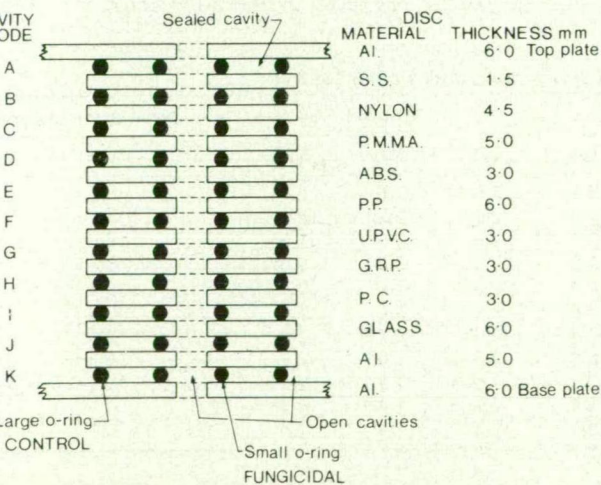 VITY
ODE
Sealed cavity
DISC
MATERIAL THICKNESS mm
Al. 6·0 Top plate
A
S.S. 1·5
B
NYLON 4·5
C
P.M.M.A. 5·0
D
A.B.S. 3·0
E
P.P. 6·0
F
U.P.V.C. 3·0
G
G.R.P. 3·0
H
P.C. 3·0
I
GLASS 6·0
J
Al. 5·0
K
Al. 6·0 Base plate
Large o-ring
CONTROL
Open cavities
Small o-ring
FUNGICIDAL